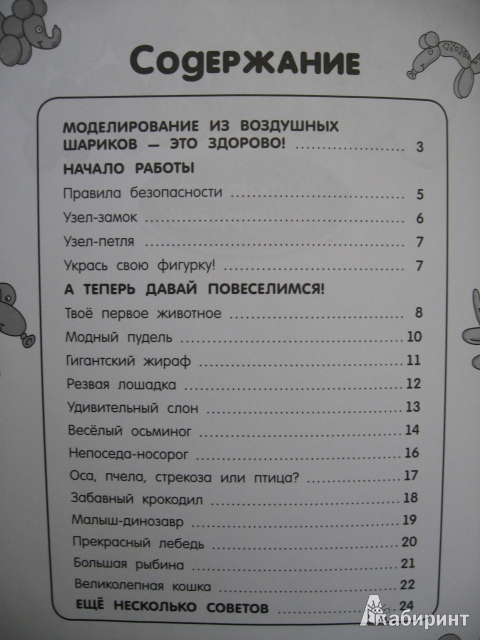 Содержание
МОДЕЛИРОВАНИЕ ИЗ ВОЗДУШНЫХ
ШАРИКОВ — ЭТО ЗДОРОВО! 3
НАЧАЛО РАБОТЫ
Правила безопасности 5
Узел-замок 6
Узел-петля 7
Укрась свою фигурку! 7
А ТЕПЕРЬ ДАВАЙ ПОВЕСЕЛИМСЯ!
Твоё первое животное 8
Модный пудель 10
Гигантский жираф 11
Резвая лошадка 12
Удивительный слон 13
Весёлый осьминог 14
Непоседа-носорог 16
Оса, пчела, стрекоза или птица? 17
Забавный крокодил 18
Малыш-динозавр 19
Прекрасный лебедь 20
Большая рыбина 21
Великолепная кошка 22
ЕЩЁ НЕСКОЛЬКО СОВЕТОВ 24
Лабиринт